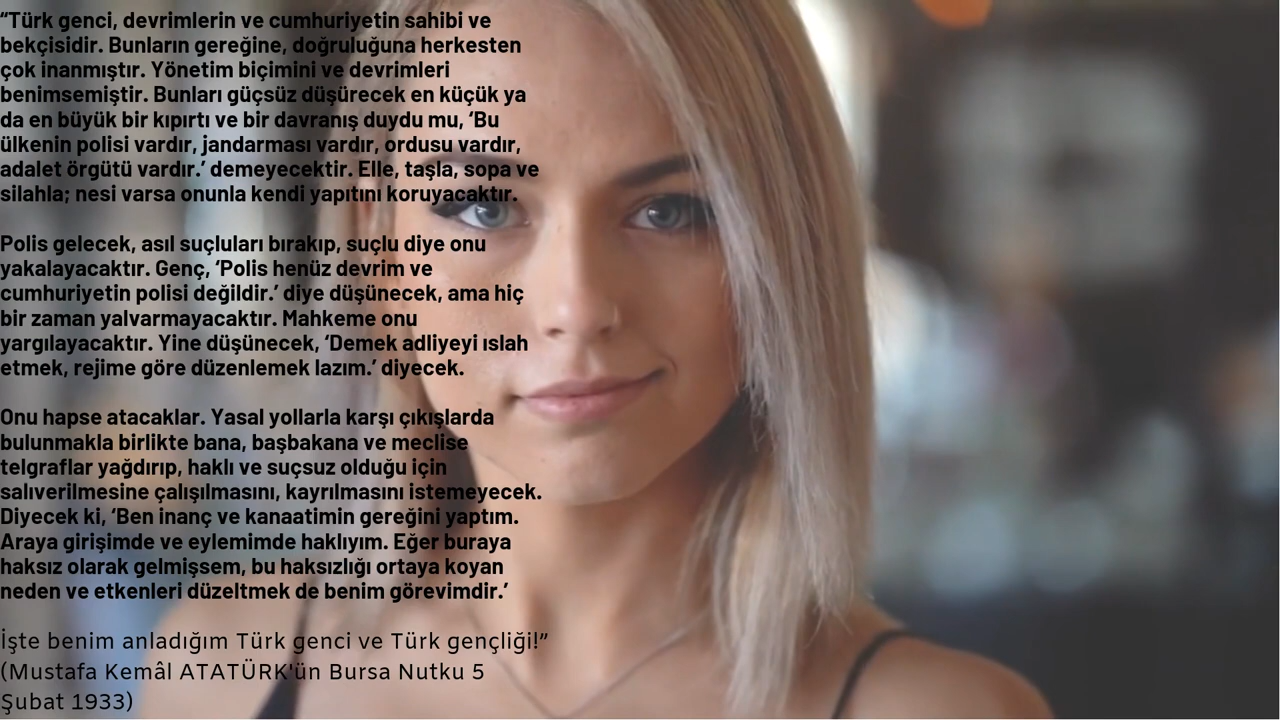 “Türk genci, devrimlerin ve cumhuriyetin sahibi ve
bekçisidir. Bunların gereğine, doğruluğuna herkesten
çok inanmıştır. Yönetim biçimini ve devrimleri
benimsemiştir. Bunları güçsüz düşürecek en küçük ya
da en büyük bir kıpırtı ve bir davranış duydu mu, ‘Bu
ülkenin polisi vardır, jandarması vardır, ordusu vardır,
adalet örgütü vardır.’ demeyecektir. Elle, taşla, sopa ve
silahla; nesi varsa onunla kendi yapıtını koruyacaktır.
Polis gelecek, asıl suçluları bırakıp, suçlu diye onu
yakalayacaktır. Genç, ‘Polis henüz devrim ve
cumhuriyetin polisi değildir.’ diye düşünecek, ama hiç
bir zaman yalvarmayacaktır. Mahkeme onu
yargılayacaktır. Yine düşünecek, ‘Demek adliyeyi ıslah
etmek, rejime göre düzenlemek lazım.’ diyecek.
Onu hapse atacaklar. Yasal yollarla karşı çıkışlarda
bulunmakla birlikte bana, başbakana ve meclise
telgraflar yağdırıp, haklı ve suçsuz olduğu için
salıverilmesine çalışılmasını, kayrılmasını istemeyecek.
Diyecek ki, ‘Ben inanç ve kanaatimin gereğini yaptım.
Araya girişimde ve eylemimde haklıyım. Eğer buraya
haksız olarak gelmişsem, bu haksızlığı ortaya koyan
neden ve etkenleri düzeltmek de benim görevimdir.’
İşte benim anladığım Türk genci ve Türk gençliği!”
(Mustafa Kemâl ATATÜRK'ün Bursa Nutku 5
Şubat 1933)